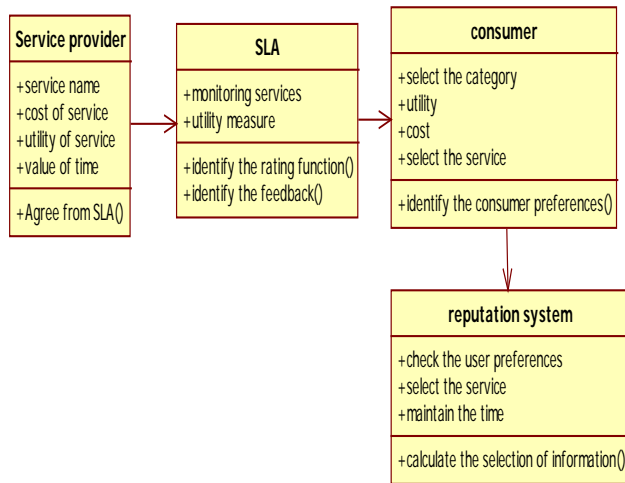 Service provider
+service name
+cost of service
+utility of service
+value of time
+Agree from SLA()
SLA
+monitoring services
+utility measure
+identify the rating function()
+identify the feedback()
consumer
+select the category
+utility
+cost
+select the service
+identify the consumer preferences()
reputation system
+check the user preferences
+select the service
+maintain the time
+calculate the selection of information()